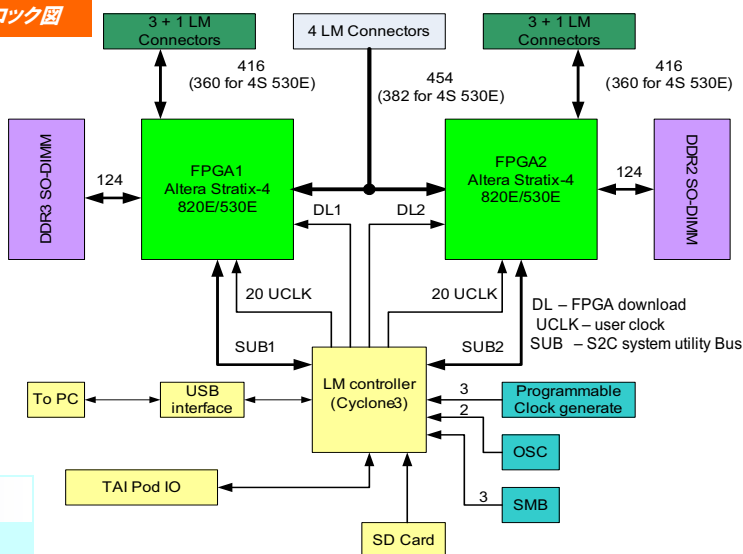 ロック図
3 + 1 LM
Connectors
4 LM Connectors
3 + 1 LM
Connectors
416
(360 for 4S 530E)
454
(382 for 4S 530E)
416
(360 for 4S 530E)
DDR3 SO-DIMM
124
FPGA1
Altera Stratix-4
820E/530E
FPGA2
Altera Stratix-4
820E/530E
124
DDR2 SO-DIMM
DL1
DL2
20 UCLK
20 UCLK
DL – FPGA download
UCLK – user clock
SUB – S2C system utility Bus
SUB1
SUB2
To PC
USB
interface
LM controller
(Cyclone3)
3
2
Programmable
Clock generate
OSC
TAI Pod IO
3
SMB
SD Card